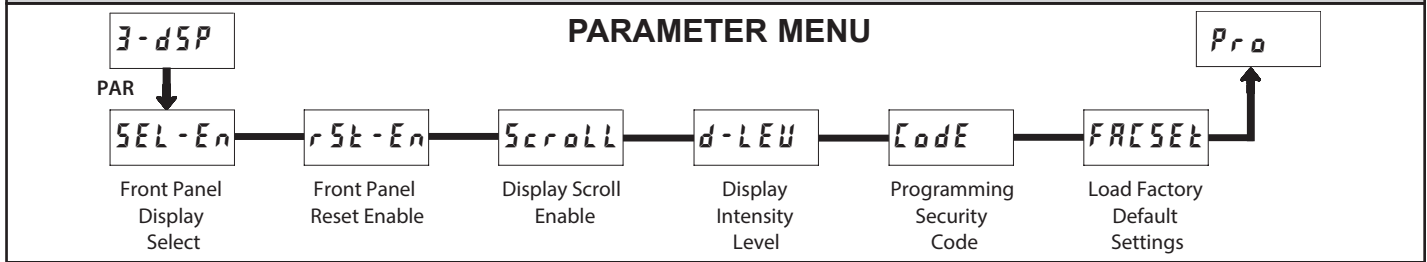 PARAMETER MENU
3-dSP
Pro
PAR
SEL-En
rSt-En
ScroLL
d-LEV
CodE
FACSEt
Front Panel
Display
Select
Front Panel
Reset Enable
Display Scroll
Enable
Display
Intensity
Level
Programming
Security
Code
Load Factory
Default
Settings